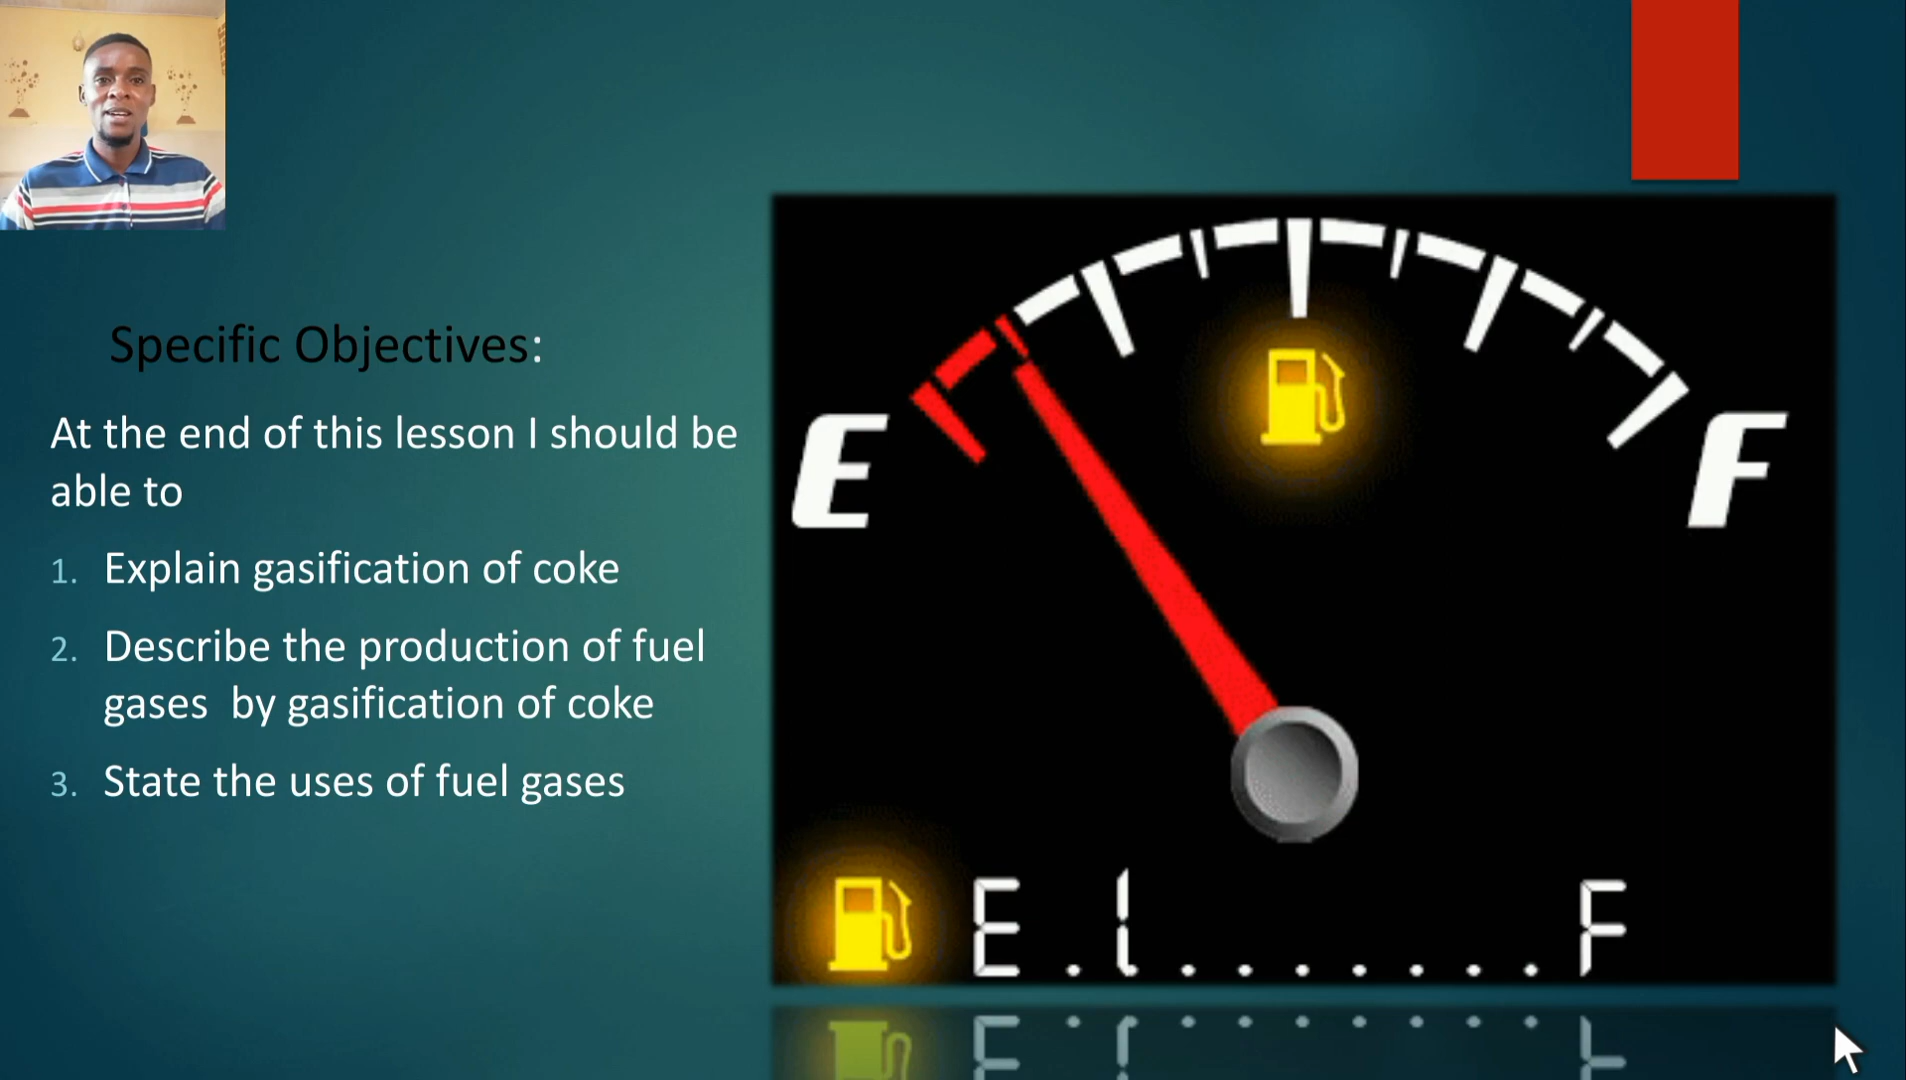 Specific Objectives:
At the end of this lesson I should be
able to
1. Explain gasification of coke
2. Describe the production of fuel
gases by gasification of coke
3. State the uses of fuel gases
E F
E . l . . . . . . . F